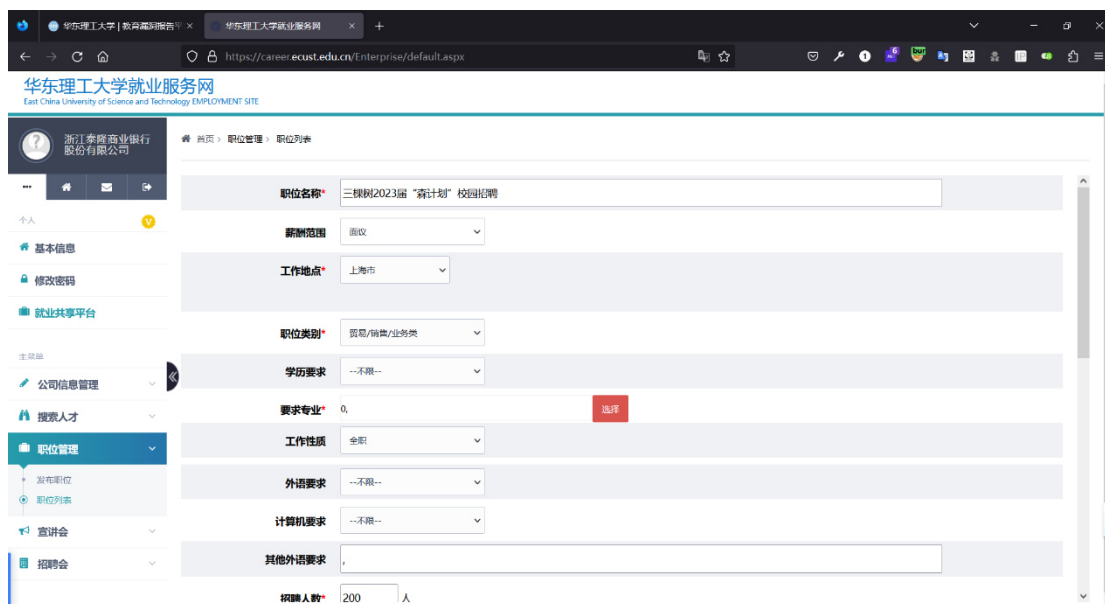 华东理工大学 | 教育漏洞报告平
华东理工大学就业服务网
https://career.ecust.edu.cn/Enterprise/default.aspx
华东理工大学就业服务网
East China University of Science and Technology EMPLOYMENT SITE
浙江泰隆商业银行
股份有限公司
首页 > 职位管理 > 职位列表
个人
基本信息
修改密码
就业共享平台
主菜单
公司信息管理
搜索人才
职位管理
发布职位
职位列表
宣讲会
招聘会
职位名称* 三棵树2023届“森计划”校园招聘
薪酬范围 面议
工作地点* 上海市
职位类别* 贸易/销售/业务类
学历要求 --不限--
要求专业* 0, 选择
工作性质 全职
外语要求 --不限--
计算机要求 --不限--
其他外语要求 ,
招聘人数* 200 人